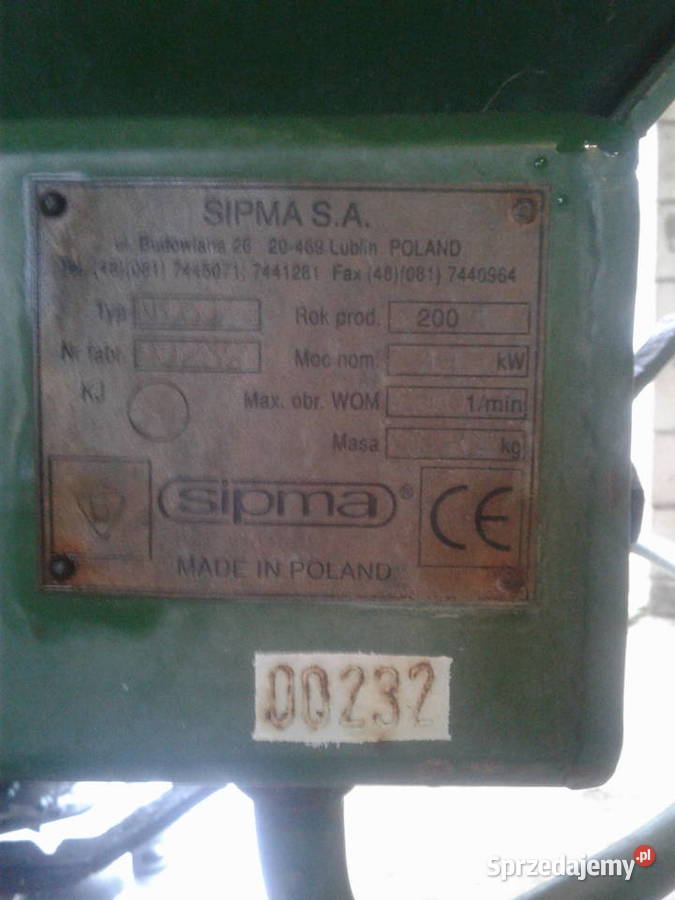 SIPMA S.A.
ul. Budowlana 26 20-469 Lublin POLAND
Tel. (48)(081) 7445071; 7441281 Fax (48)(081) 7440964
Typ Rok prod. 200
Nr fabr. Moc nom. kW
KJ Max. obr. WOM 1/min
Masa kg
sipma® CE
MADE IN POLAND
00232
Sprzedajemy.pl